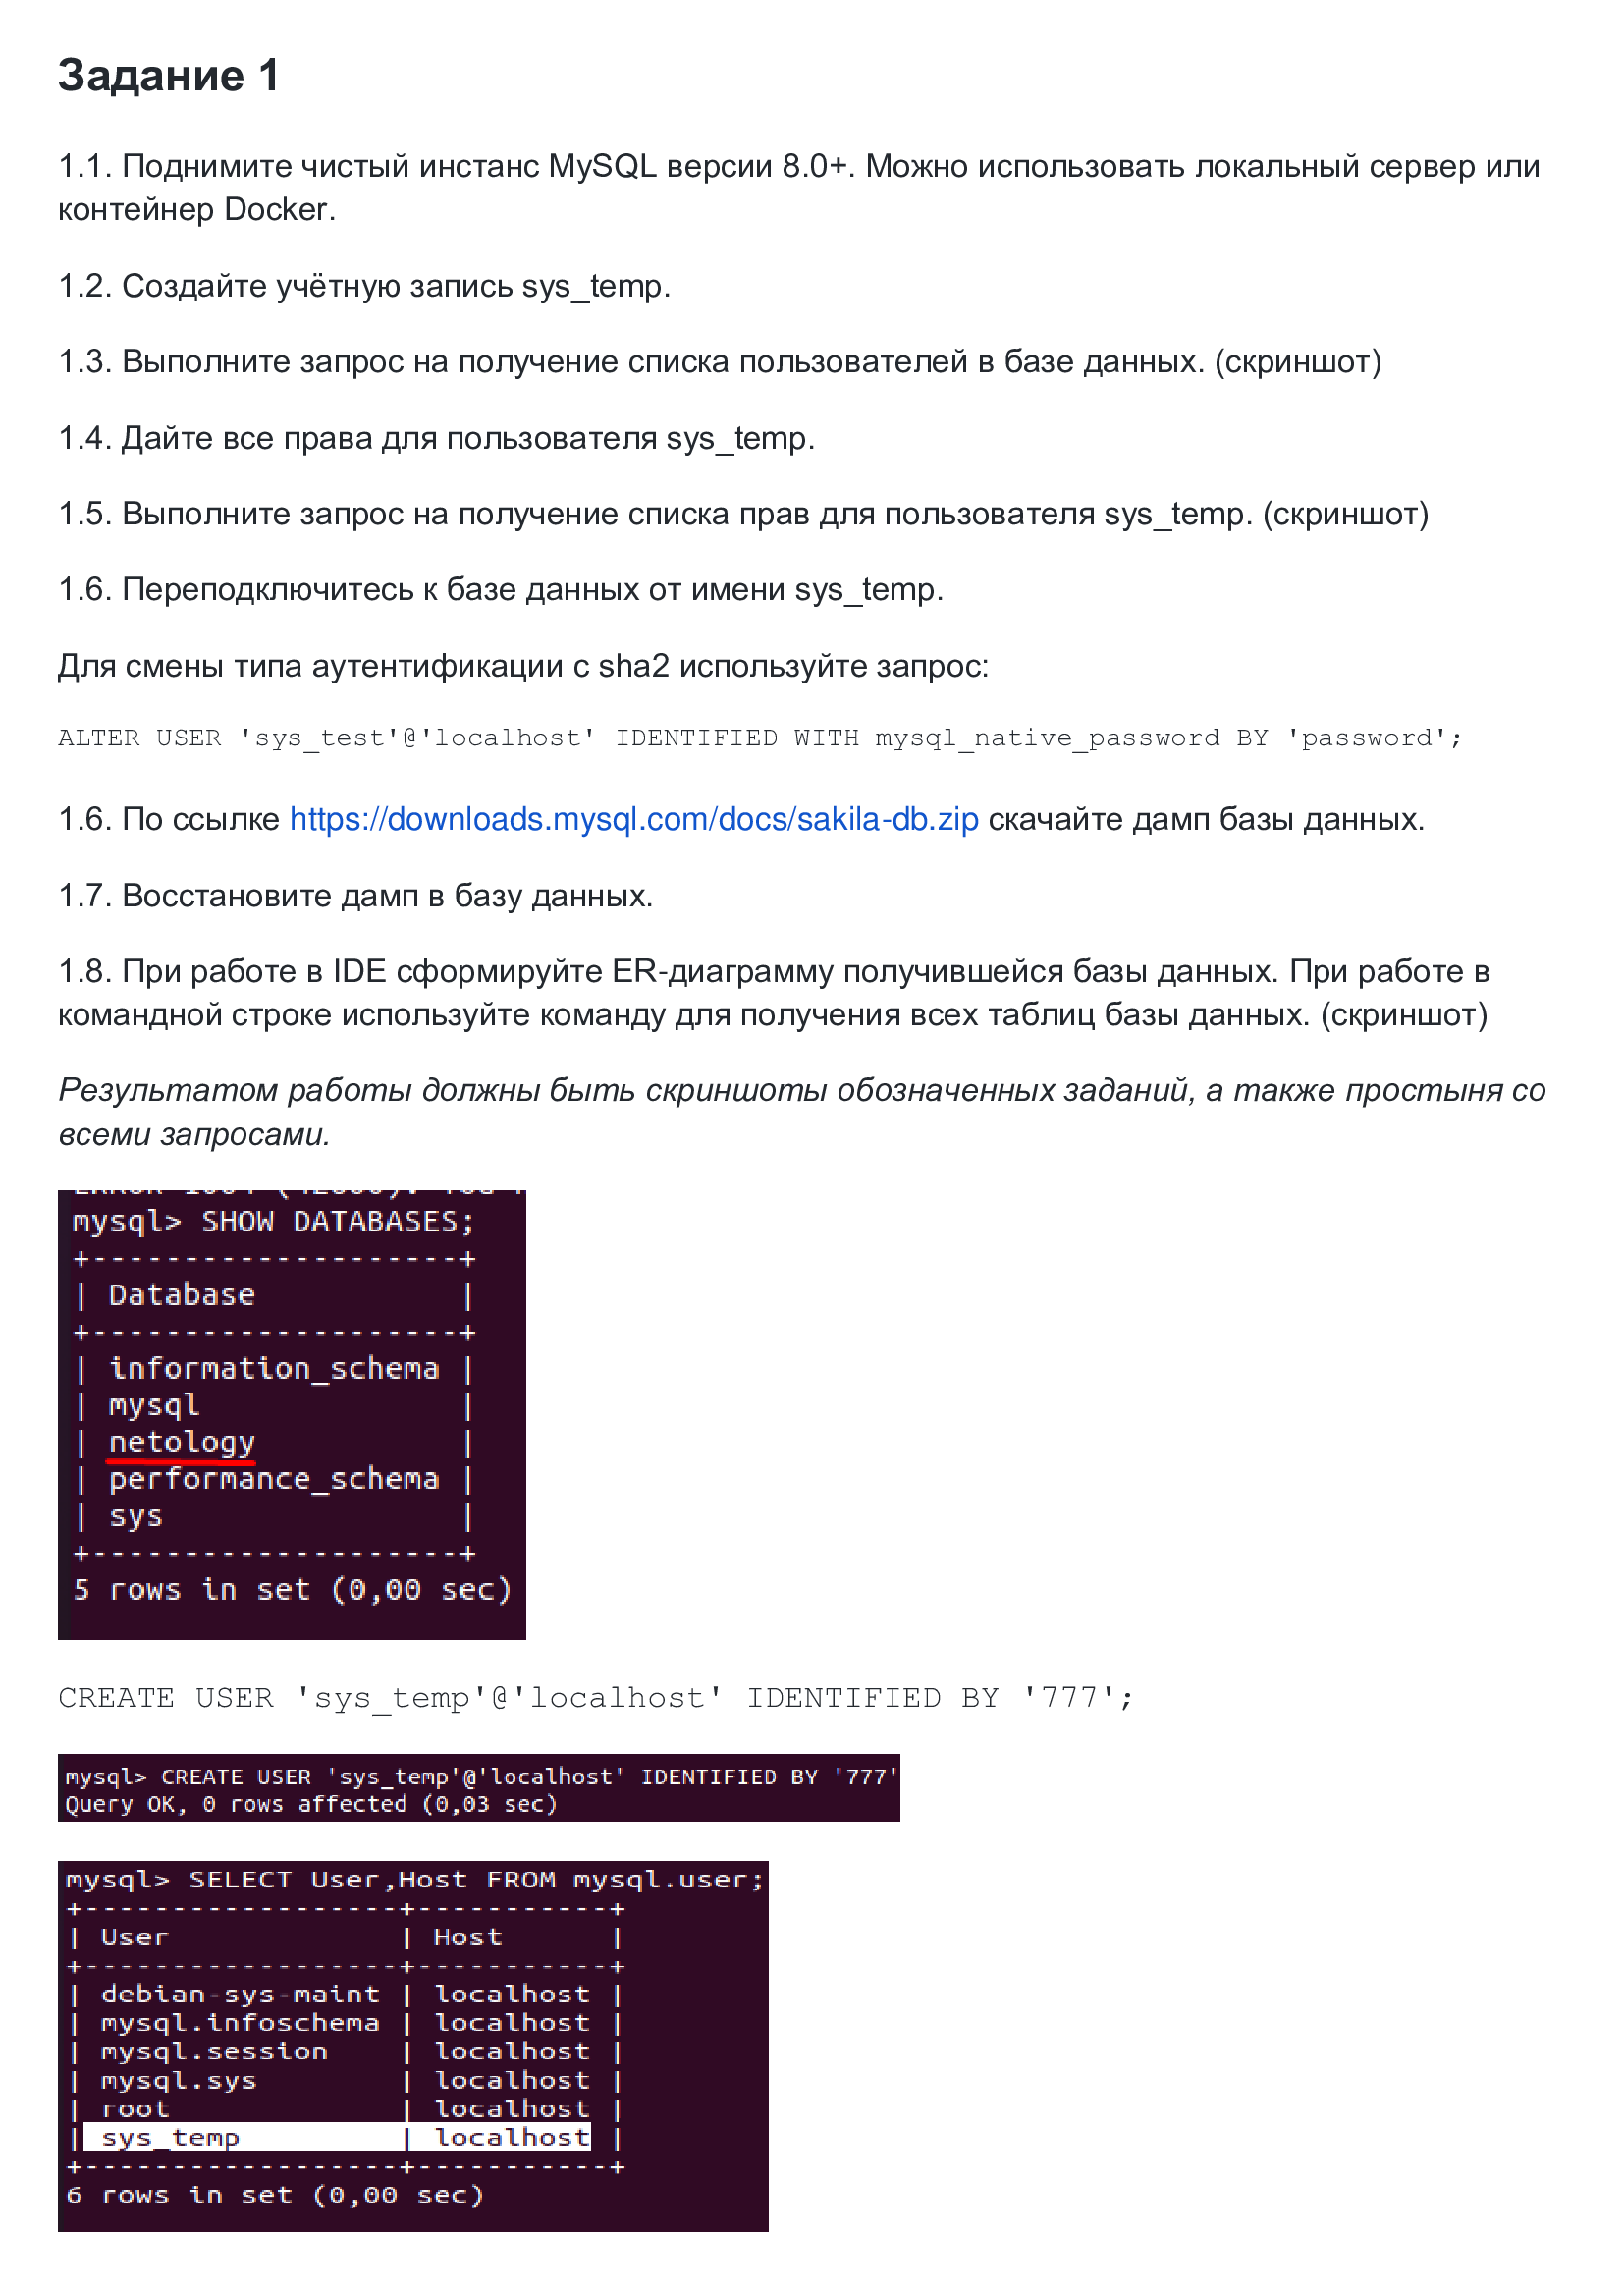 Задание 1
1.1. Поднимите чистый инстанс MySQL версии 8.0+. Можно использовать локальный сервер или
контейнер Docker.
1.2. Создайте учётную запись sys_temp.
1.3. Выполните запрос на получение списка пользователей в базе данных. (скриншот)
1.4. Дайте все права для пользователя sys_temp.
1.5. Выполните запрос на получение списка прав для пользователя sys_temp. (скриншот)
1.6. Переподключитесь к базе данных от имени sys_temp.
Для смены типа аутентификации с sha2 используйте запрос:
ALTER USER 'sys_test'@'localhost' IDENTIFIED WITH mysql_native_password BY 'password';
1.6. По ссылке https://downloads.mysql.com/docs/sakila-db.zip скачайте дамп базы данных.
1.7. Восстановите дамп в базу данных.
1.8. При работе в IDE сформируйте ER-диаграмму получившейся базы данных. При работе в
командной строке используйте команду для получения всех таблиц базы данных. (скриншот)
Результатом работы должны быть скриншоты обозначенных заданий, а также простыня со
всеми запросами.
mysql> SHOW DATABASES;
+--------------------+
| Database           |
+--------------------+
| information_schema |
| mysql              |
| netology           |
| performance_schema |
| sys                |
+--------------------+
5 rows in set (0,00 sec)
CREATE USER 'sys_temp'@'localhost' IDENTIFIED BY '777';
mysql> CREATE USER 'sys_temp'@'localhost' IDENTIFIED BY '777'
Query OK, 0 rows affected (0,03 sec)
mysql> SELECT User,Host FROM mysql.user;
+------------------+-----------+
| User             | Host      |
+------------------+-----------+
| debian-sys-maint | localhost |
| mysql.infoschema | localhost |
| mysql.session    | localhost |
| mysql.sys        | localhost |
| root             | localhost |
| sys_temp         | localhost |
+------------------+-----------+
6 rows in set (0,00 sec)